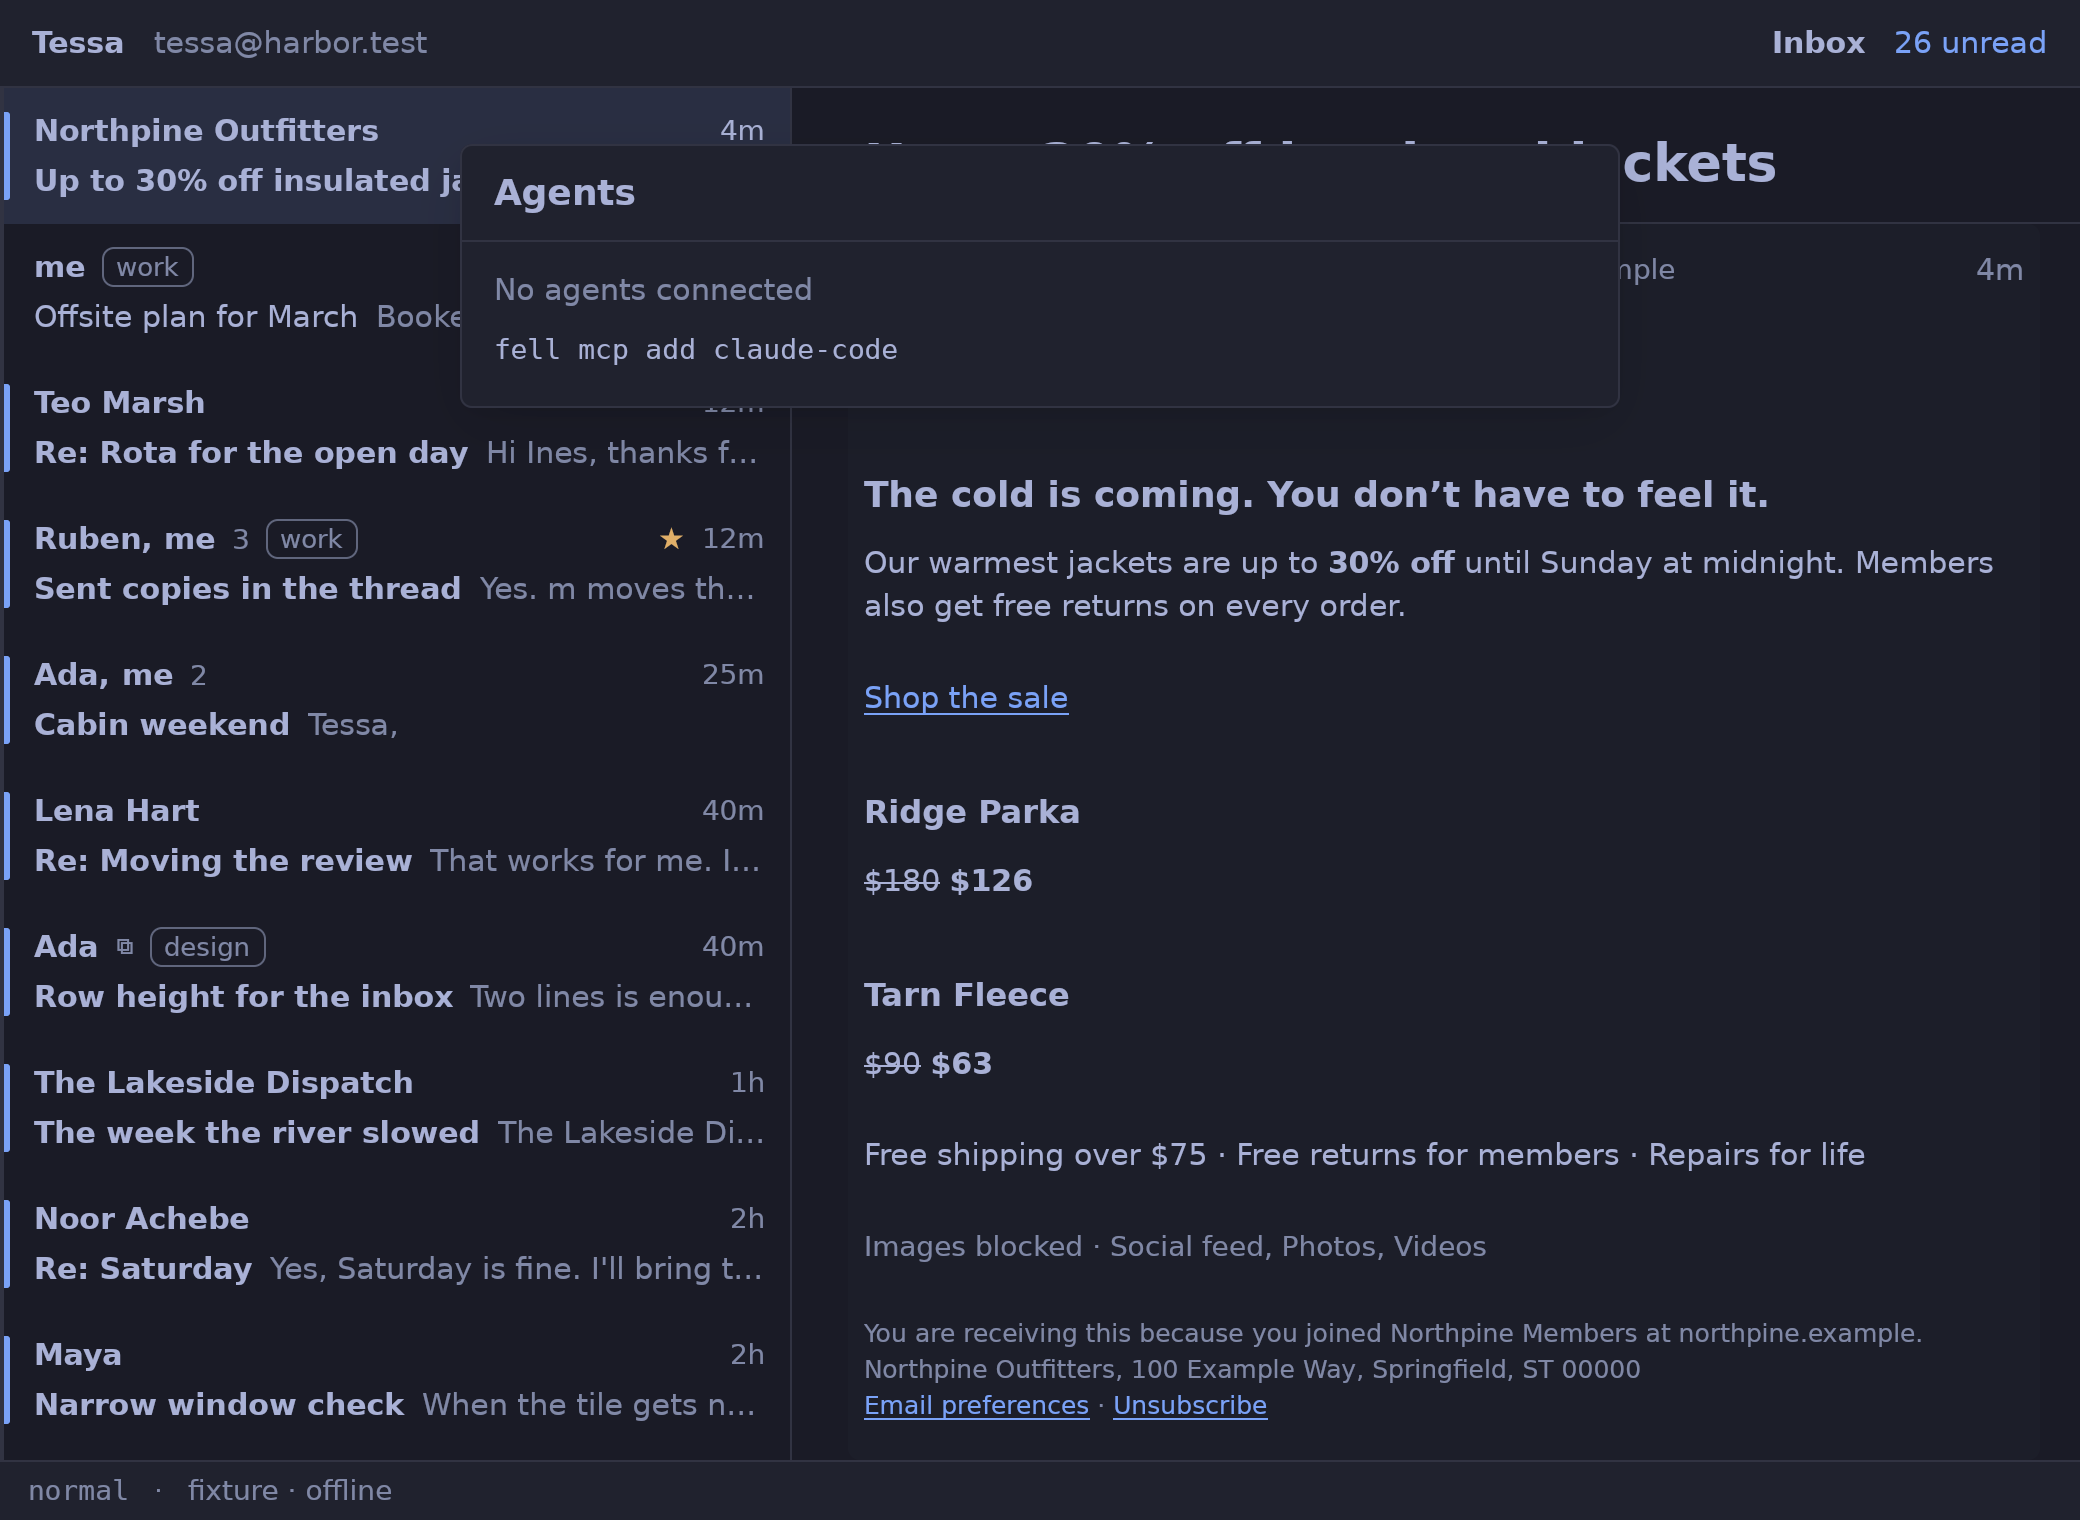 Tessa tessa@harbor.test
Inbox 26 unread
Northpine Outfitters 4m
Up to 30% off insulated
me work
Offsite plan for March
Teo Marsh 12m
Re: Rota for the open day Hi Ines, thanks f…
Ruben, me 3 work ★ 12m
Sent copies in the thread Yes. m moves th…
Ada, me 2 25m
Cabin weekend Tessa,
Lena Hart 40m
Re: Moving the review That works for me. I…
Ada design 40m
Row height for the inbox Two lines is enou…
The Lakeside Dispatch 1h
The week the river slowed The Lakeside Di…
Noor Achebe 2h
Re: Saturday Yes, Saturday is fine. I'll bring t…
Maya 2h
Narrow window check When the tile gets n…
Agents
No agents connected
fell mcp add claude-code
ckets
4m
The cold is coming. You don’t have to feel it.
Our warmest jackets are up to 30% off until Sunday at midnight. Members
also get free returns on every order.
Shop the sale
Ridge Parka
$180 $126
Tarn Fleece
$90 $63
Free shipping over $75 · Free returns for members · Repairs for life
Images blocked · Social feed, Photos, Videos
You are receiving this because you joined Northpine Members at northpine.example.
Northpine Outfitters, 100 Example Way, Springfield, ST 00000
Email preferences · Unsubscribe
normal · fixture · offline